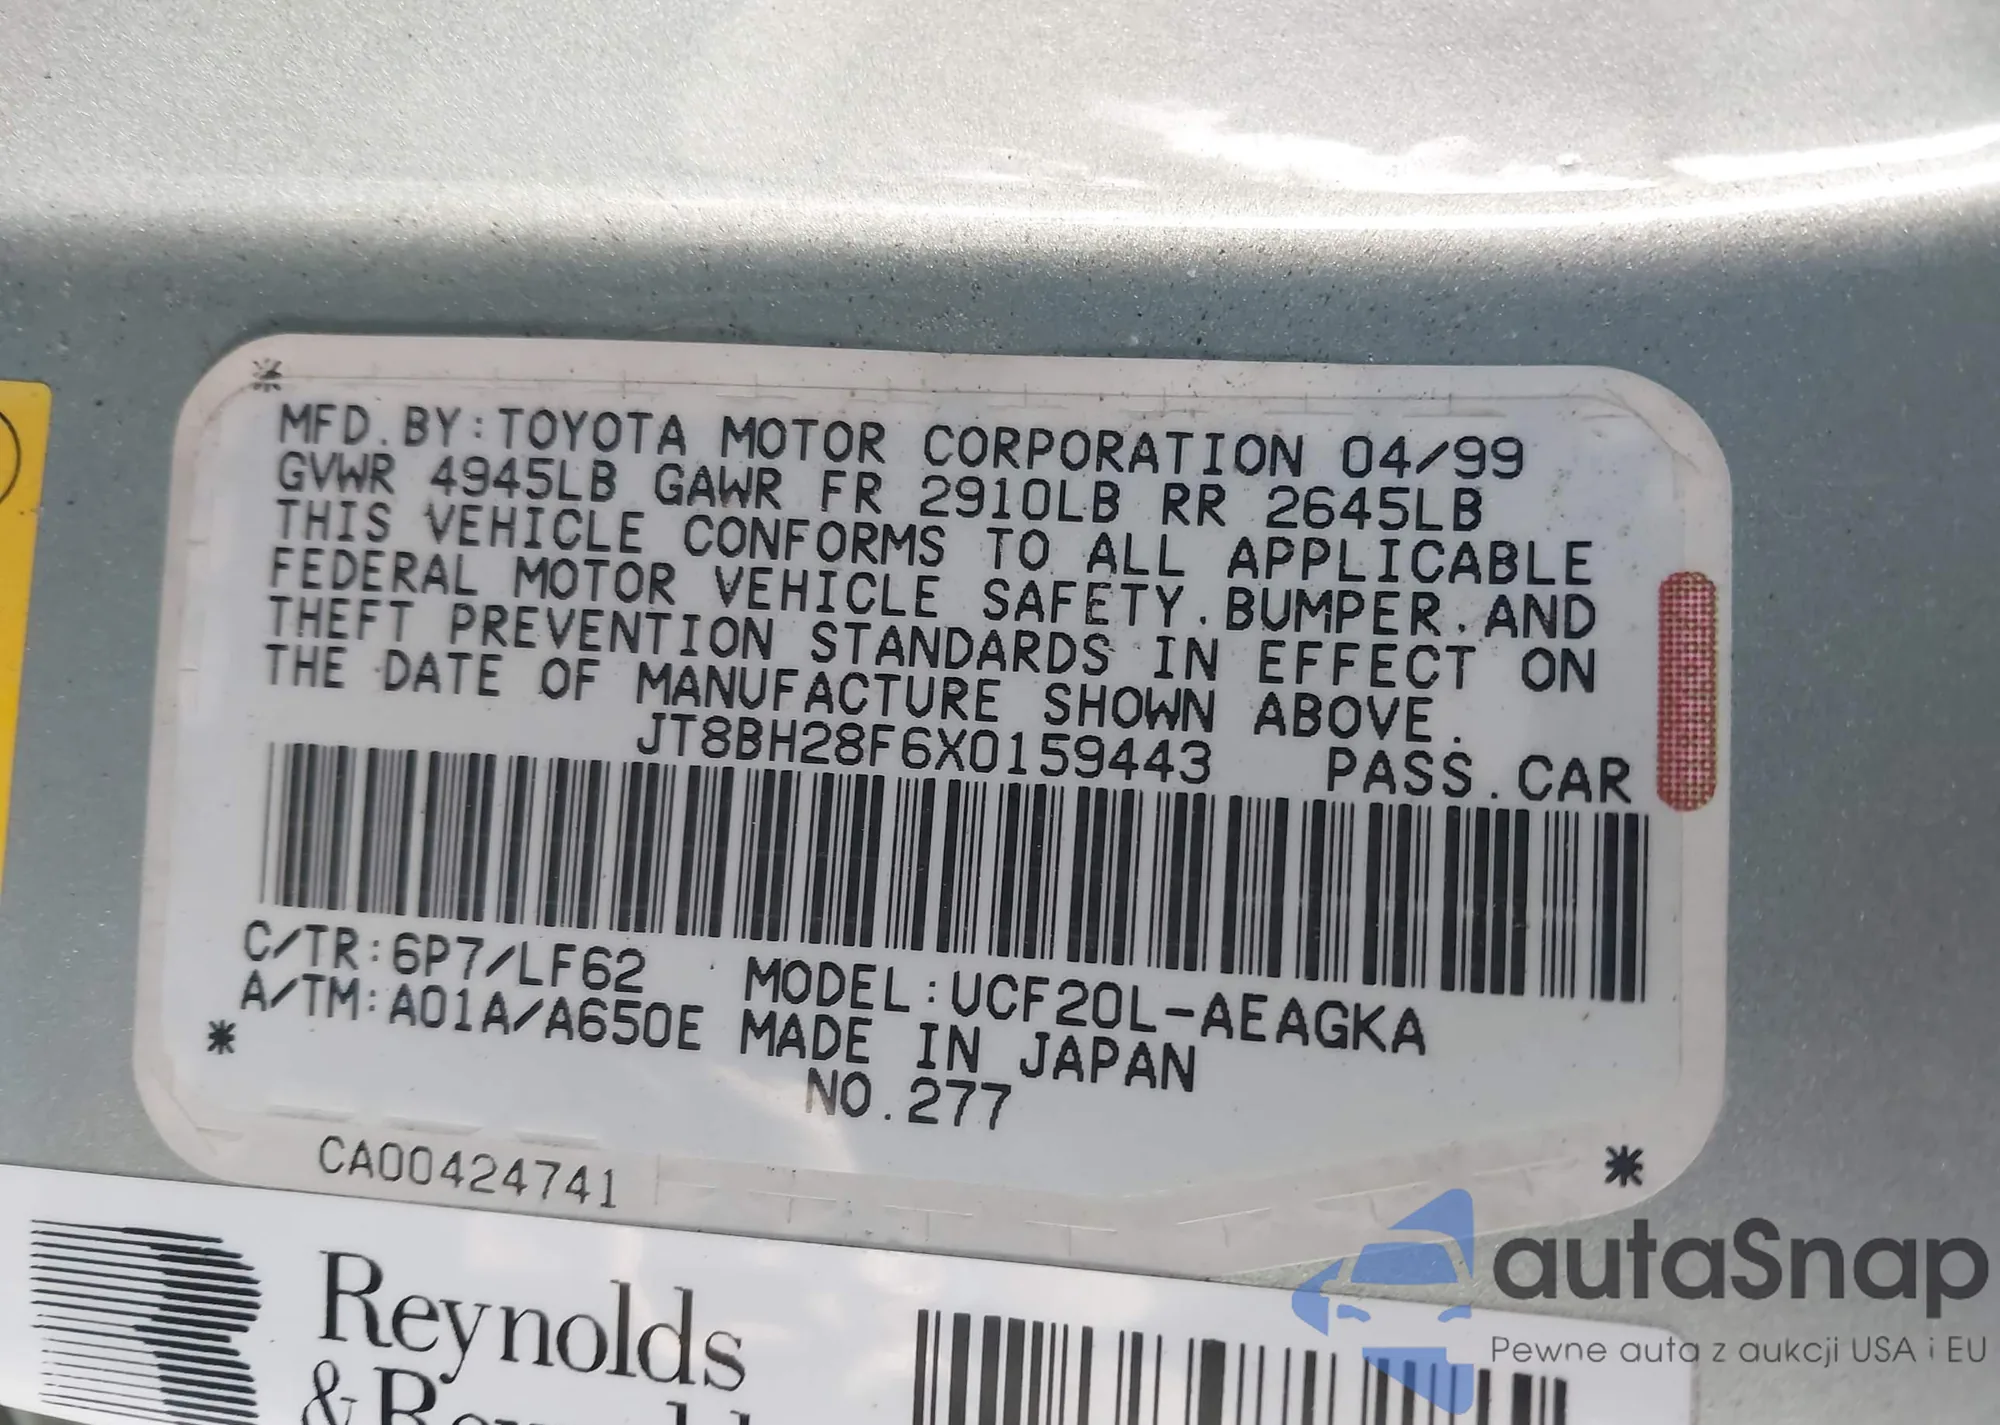 MFD.BY:TOYOTA MOTOR CORPORATION 04/99
GVWR 4945LB GAWR FR 2910LB RR 2645LB
THIS VEHICLE CONFORMS TO ALL APPLICABLE
FEDERAL MOTOR VEHICLE SAFETY.BUMPER.AND
THEFT PREVENTION STANDARDS IN EFFECT ON
THE DATE OF MANUFACTURE SHOWN ABOVE.
JT8BH28F6X0159443 PASS.CAR
C/TR:6P7/LF62 MODEL:UCF20L-AEAGKA
A/TM:A01A/A650E MADE IN JAPAN
NO.277
CA00424741
Reynolds
&
autaSnap
Pewne auta z aukcji USA i EU